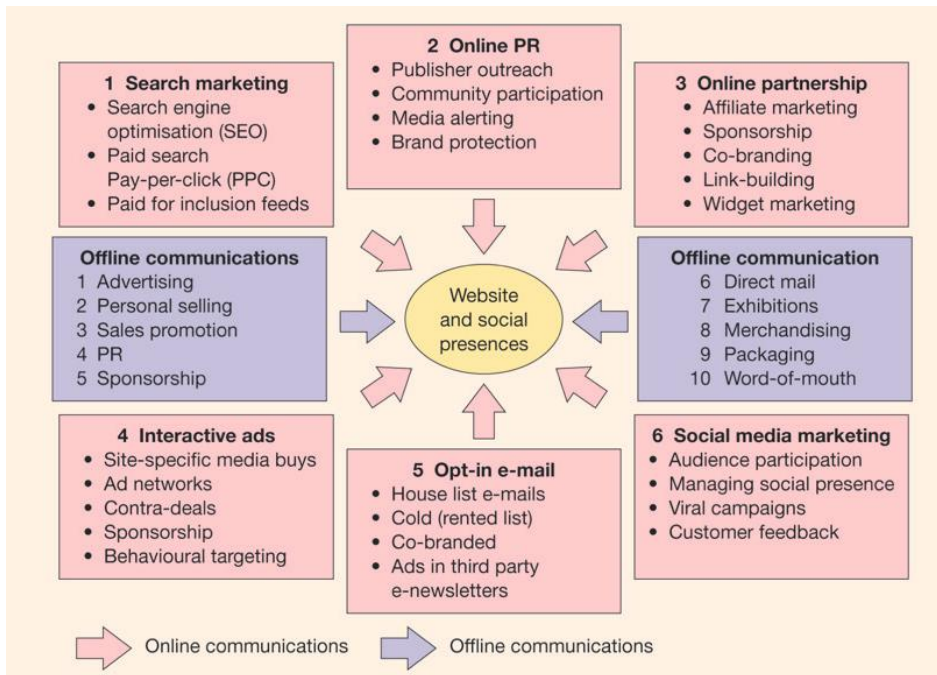 1 Search marketing
• Search engine
optimisation (SEO)
• Paid search
Pay-per-click (PPC)
• Paid for inclusion feeds
2 Online PR
• Publisher outreach
• Community participation
• Media alerting
• Brand protection
3 Online partnership
• Affiliate marketing
• Sponsorship
• Co-branding
• Link-building
• Widget marketing
Offline communications
1 Advertising
2 Personal selling
3 Sales promotion
4 PR
5 Sponsorship
Website
and social
presences
Offline communication
6 Direct mail
7 Exhibitions
8 Merchandising
9 Packaging
10 Word-of-mouth
4 Interactive ads
• Site-specific media buys
• Ad networks
• Contra-deals
• Sponsorship
• Behavioural targeting
5 Opt-in e-mail
• House list e-mails
• Cold (rented list)
• Co-branded
• Ads in third party
e-newsletters
6 Social media marketing
• Audience participation
• Managing social presence
• Viral campaigns
• Customer feedback
Online communications
Offline communications